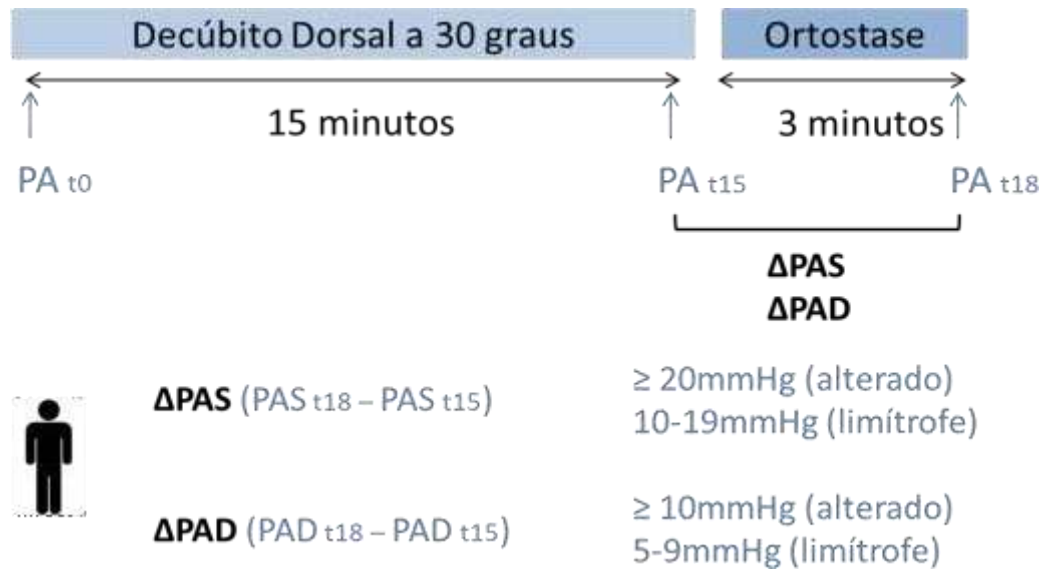 Decúbito Dorsal a 30 graus Ortostase
15 minutos 3 minutos
PA t0 PA t15 PA t18
ΔPAS
ΔPAD
ΔPAS (PAS t18 – PAS t15) ≥ 20mmHg (alterado)
10-19mmHg (limítrofe)
ΔPAD (PAD t18 – PAD t15) ≥ 10mmHg (alterado)
5-9mmHg (limítrofe)